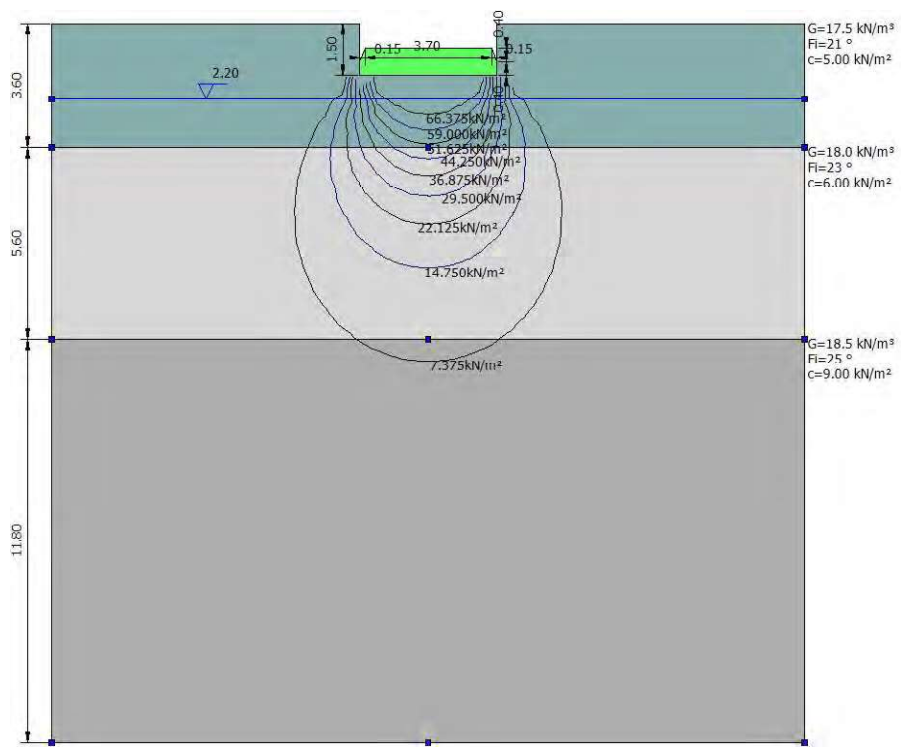 G=17.5 kN/m³
Fi=21 °
c=5.00 kN/m²
0.40
1.50
0.15
3.70
0.15
2.20
3.60
0.40
66.375kN/m²
59.000kN/m²
51.625kN/m²
44.250kN/m²
36.875kN/m²
29.500kN/m²
22.125kN/m²
14.750kN/m²
7.375kN/m²
G=18.0 kN/m³
Fi=23 °
c=6.00 kN/m²
5.60
G=18.5 kN/m³
Fi=25 °
c=9.00 kN/m²
11.80